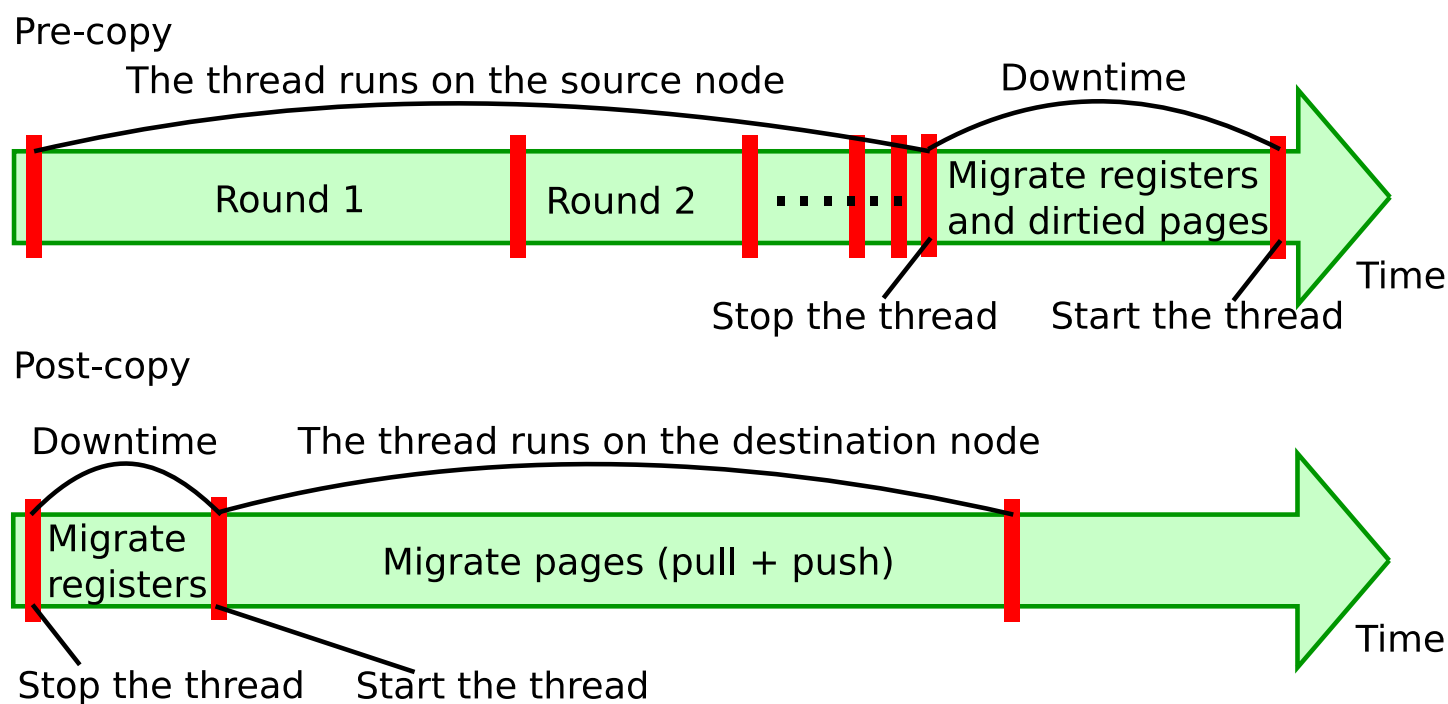 Pre-copy
The thread runs on the source node
Downtime
Round 1
Round 2
Migrate registers
and dirtied pages
Time
Stop the thread
Start the thread
Post-copy
Downtime
The thread runs on the destination node
Migrate
registers
Migrate pages (pull + push)
Time
Stop the thread
Start the thread